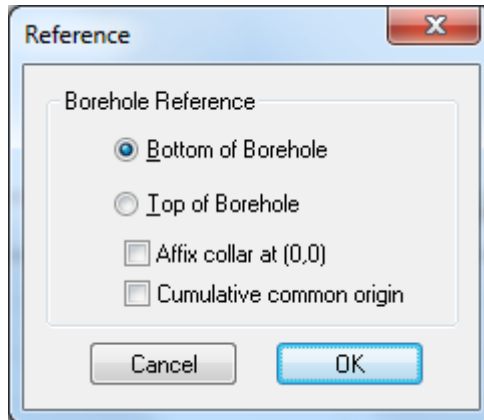 Reference
Borehole Reference
Bottom of Borehole
Top of Borehole
Affix collar at (0,0)
Cumulative common origin
Cancel OK